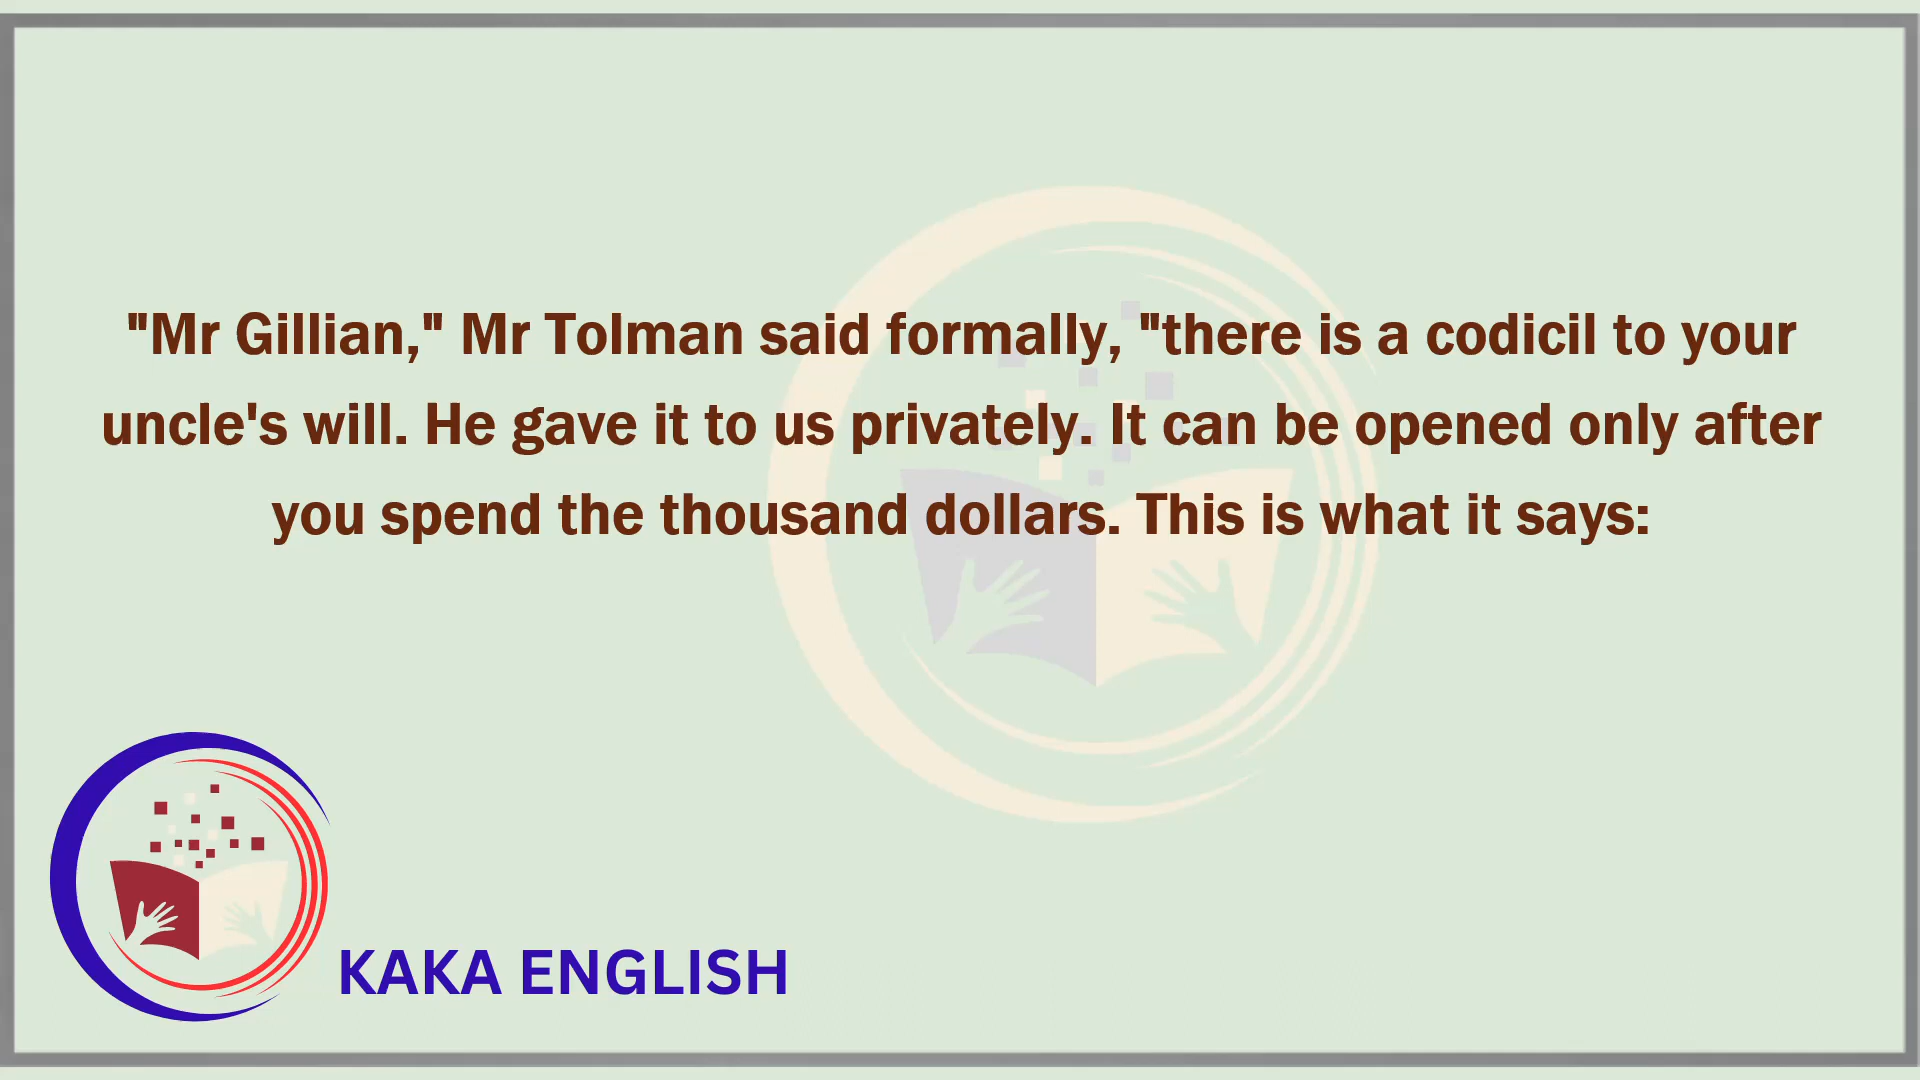 "Mr Gillian," Mr Tolman said formally, "there is a codicil to your
uncle's will. He gave it to us privately. It can be opened only after
you spend the thousand dollars. This is what it says:
KAKA ENGLISH